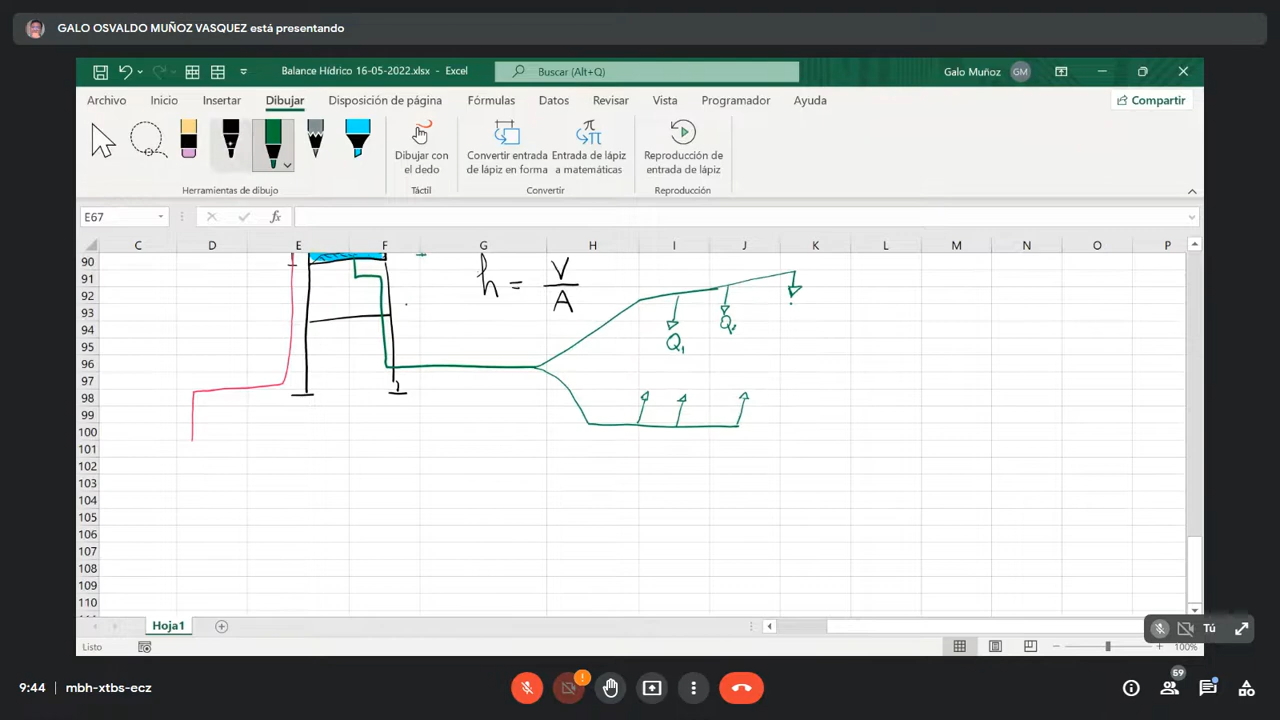 GALO OSVALDO MUÑOZ VASQUEZ está presentando
Balance Hídrico 16-05-2022.xlsx - Excel
Buscar (Alt+Q)
Galo Muñoz GM
Archivo Inicio Insertar Dibujar Disposición de página Fórmulas Datos Revisar Vista Programador Ayuda
Compartir
Dibujar con el dedo
Convertir entrada de lápiz en forma
Entrada de lápiz a matemáticas
Reproducción de entrada de lápiz
Herramientas de dibujo Táctil Convertir Reproducción
E67 fx
C D E F G H I J K L M N O P
90
91
92
93
94
95
96
97
98
99
100
101
102
103
104
105
106
107
108
109
110
h = V / A
Q1
Hoja1
Tú
Listo
100%
59
9:44 mbh-xtbs-ecz